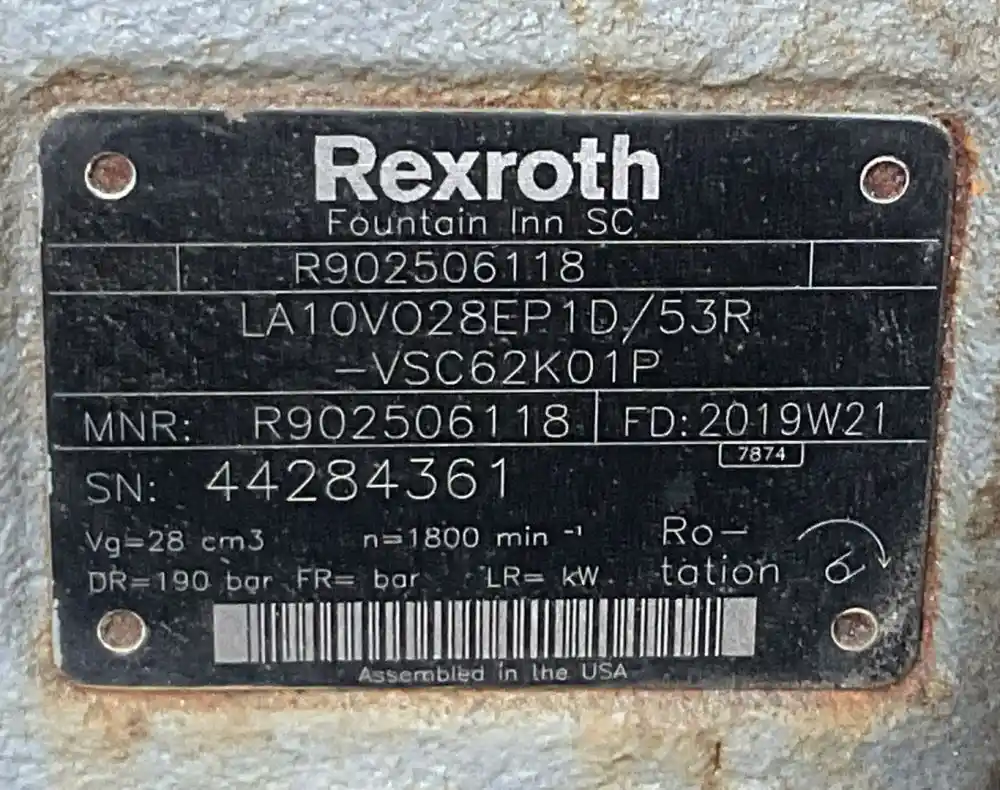 Rexroth
Fountain Inn SC
R902506118
LA10VO28EP1D/53R
-VSC62K01P
MNR: R902506118 FD: 2019W21
7874
SN: 44284361
Vg=28 cm3 n=1800 min -1 Ro-
DR=190 bar FR= bar LR= kW tation
Assembled in the USA